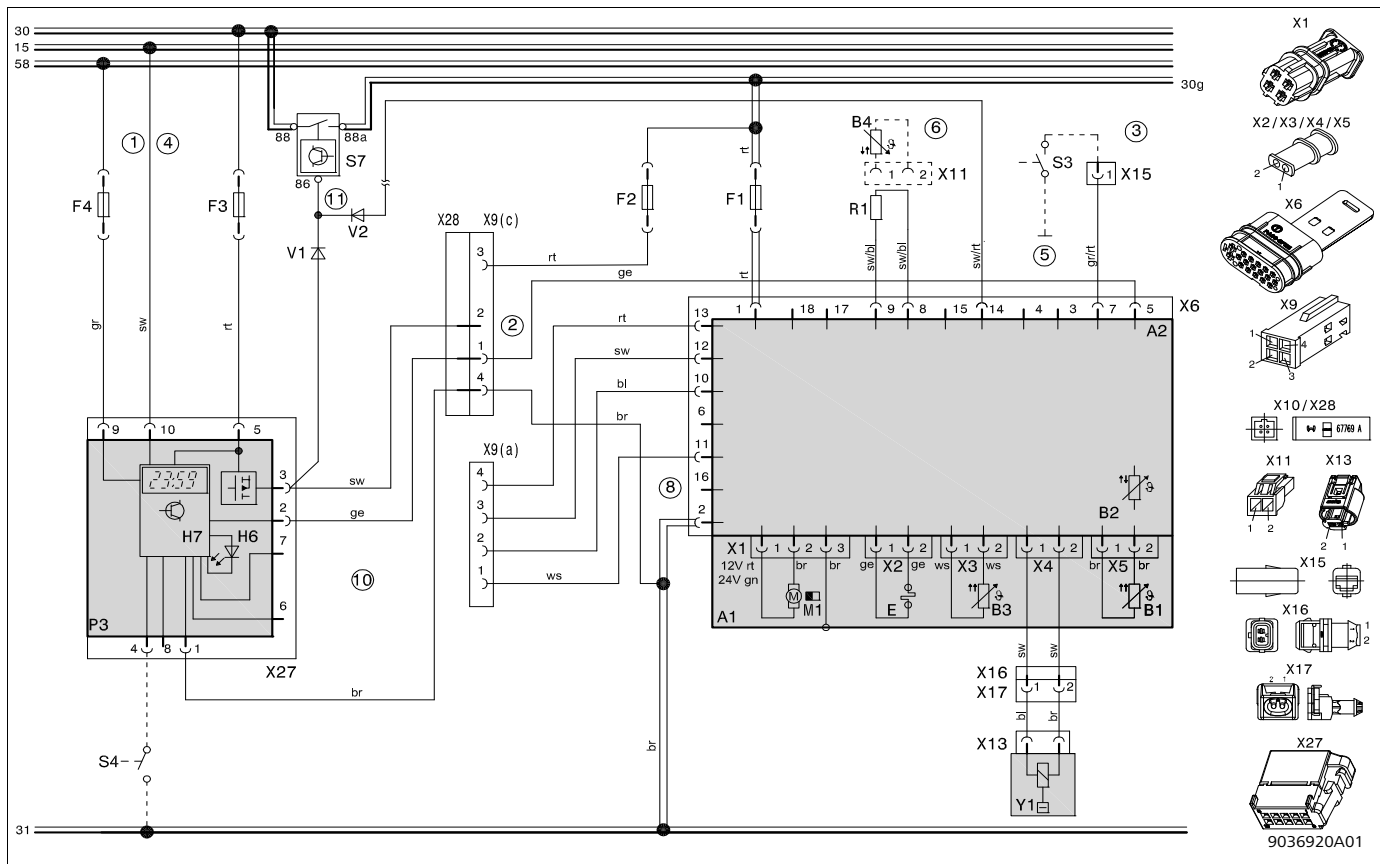 30
15
58
30g
1 4
88 88a
S7
86
11
F4
F3
V1
V2
gr
sw
rt
X28 X9(c)
3
rt
2
2
1
4
ge
br
F2
F1
rt
rt
B4
ϑ
6
1 2 X11
R1
sw/bl
sw/bl
sw/rt
S3
3
1 X15
5
gr/rt
X6
13 1 18 17 9 8 15 14 4 3 7 5
A2
12
10
6
11
16
2
8
rt
sw
bl
ws
X9(a)
4
3
2
1
B2
ϑ
9 10 5
23:59
3
2
7
6
sw
ge
H7
H6
10
P3
4 8 1
X27
br
br
S4
X1 1 2 3 1 2 1 2 1 2 1 2
12V rt
24V gn
br br ge X2 ge ws X3 ws X4 br X5 br
M
M1
E
B3
ϑ
B1
ϑ
A1
sw sw
X16
X17
1 2
bl br
X13
Y1
31
X1
X2/X3/X4/X5
2
1
X6
X9
1
2
4
3
X10/X28
67769 A
X11
1 2
X13
2 1
X15
X16
1
2
X17
2 1
X27
9036920A01